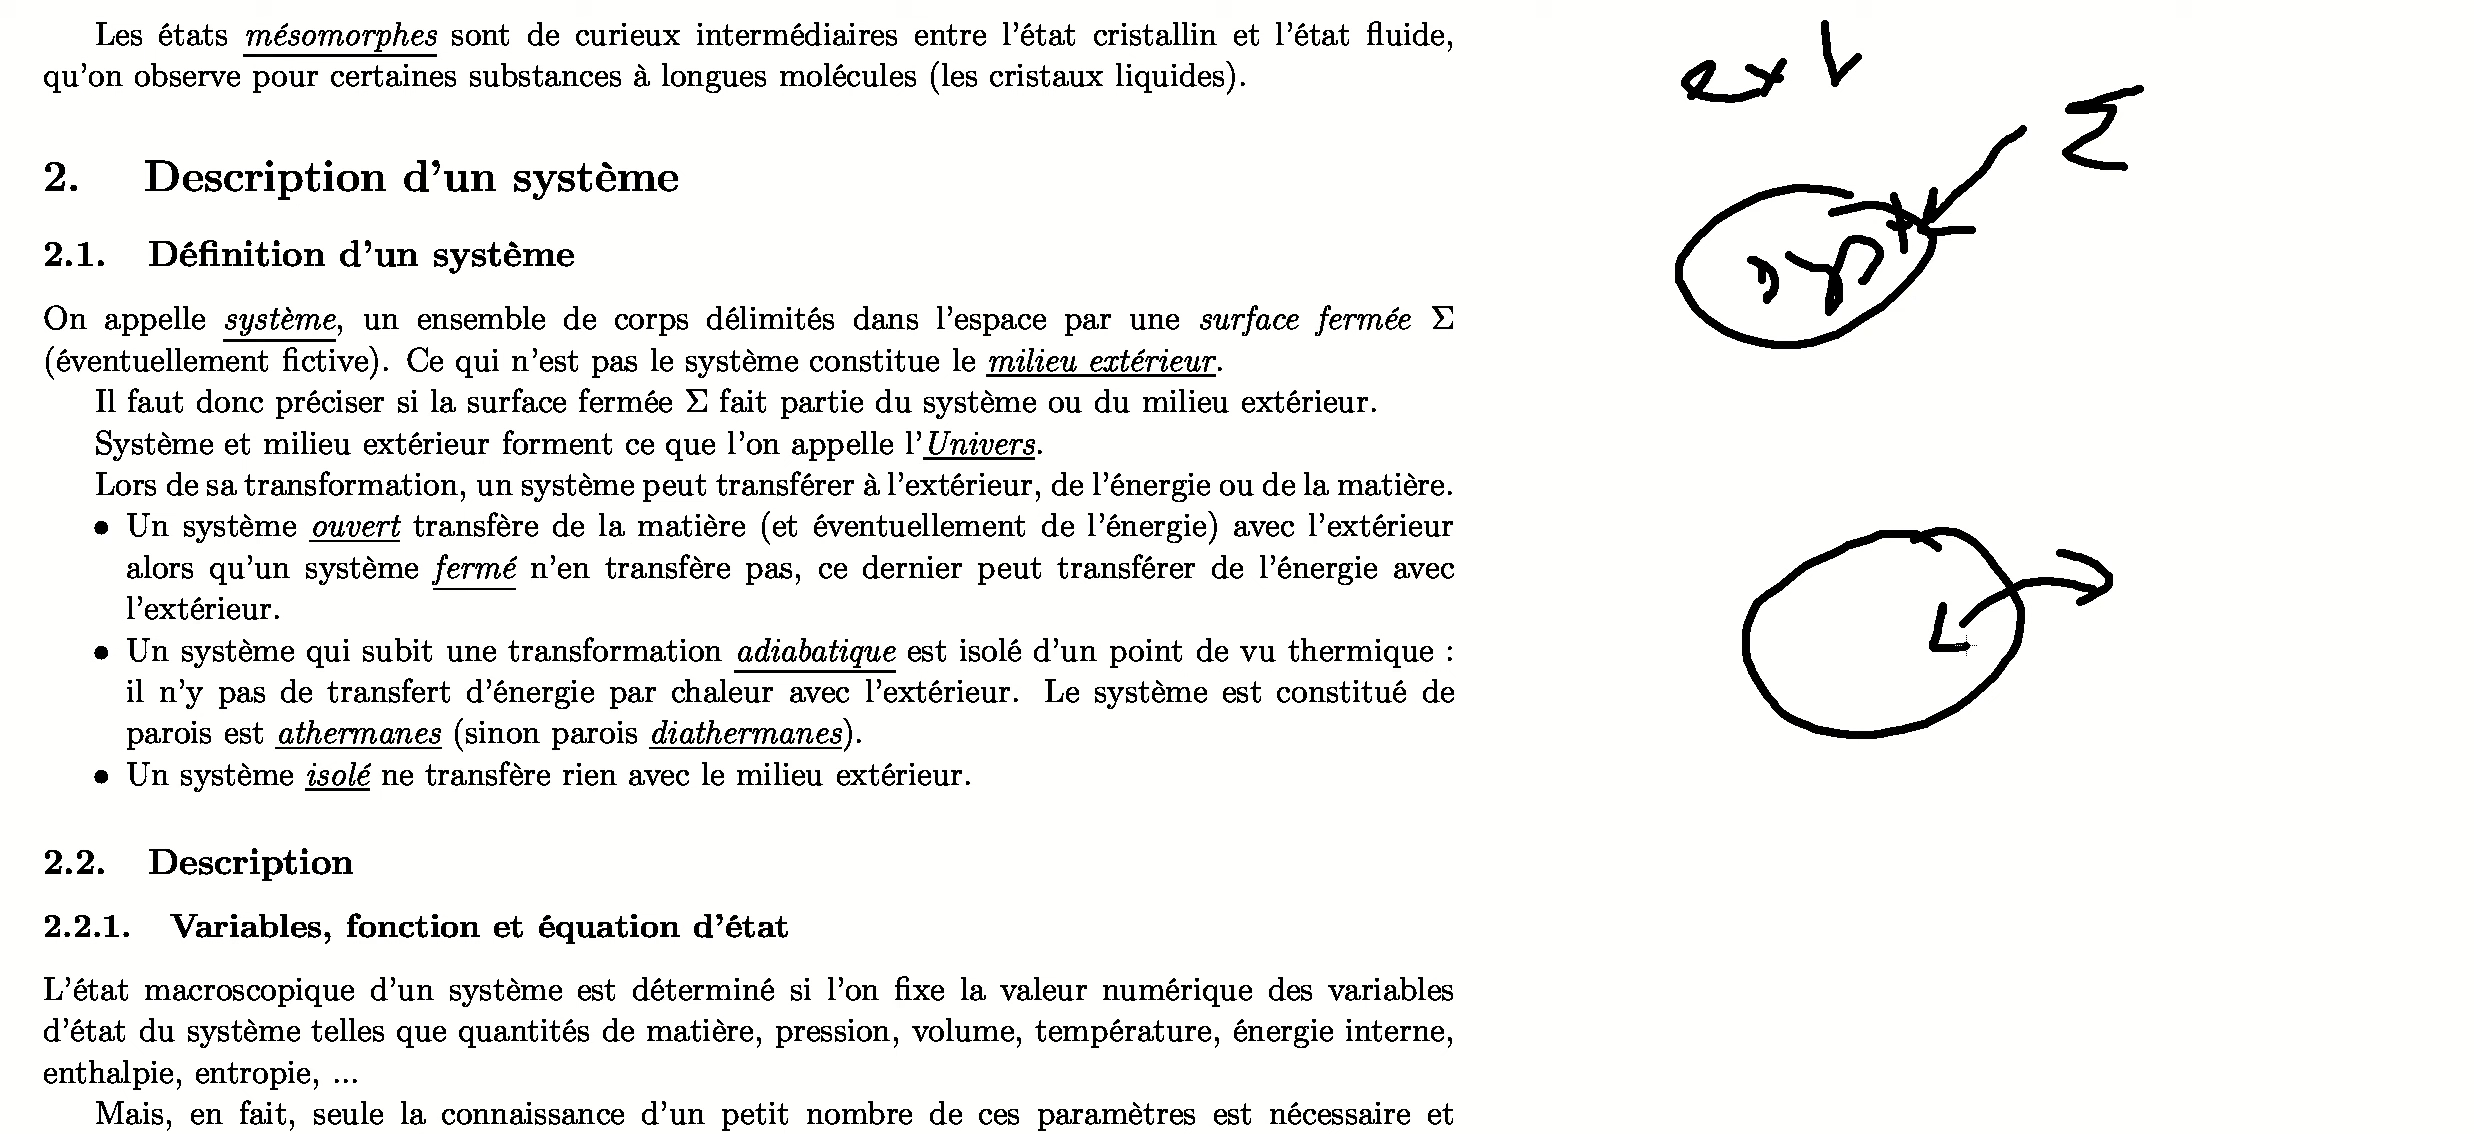 Les états mésomorphes sont de curieux intermédiaires entre l'état cristallin et l'état fluide,
qu'on observe pour certaines substances à longues molécules (les cristaux liquides).
2. Description d'un système
2.1. Définition d'un système
On appelle système, un ensemble de corps délimités dans l'espace par une surface fermée Σ
(éventuellement fictive). Ce qui n'est pas le système constitue le milieu extérieur.
Il faut donc préciser si la surface fermée Σ fait partie du système ou du milieu extérieur.
Système et milieu extérieur forment ce que l'on appelle l'Univers.
Lors de sa transformation, un système peut transférer à l'extérieur, de l'énergie ou de la matière.
• Un système ouvert transfère de la matière (et éventuellement de l'énergie) avec l'extérieur
alors qu'un système fermé n'en transfère pas, ce dernier peut transférer de l'énergie avec
l'extérieur.
• Un système qui subit une transformation adiabatique est isolé d'un point de vu thermique :
il n'y pas de transfert d'énergie par chaleur avec l'extérieur. Le système est constitué de
parois est athermanes (sinon parois diathermanes).
• Un système isolé ne transfère rien avec le milieu extérieur.
2.2. Description
2.2.1. Variables, fonction et équation d'état
L'état macroscopique d'un système est déterminé si l'on fixe la valeur numérique des variables
d'état du système telles que quantités de matière, pression, volume, température, énergie interne,
enthalpie, entropie, ...
Mais, en fait, seule la connaissance d'un petit nombre de ces paramètres est nécessaire et
ext
Σ
syst